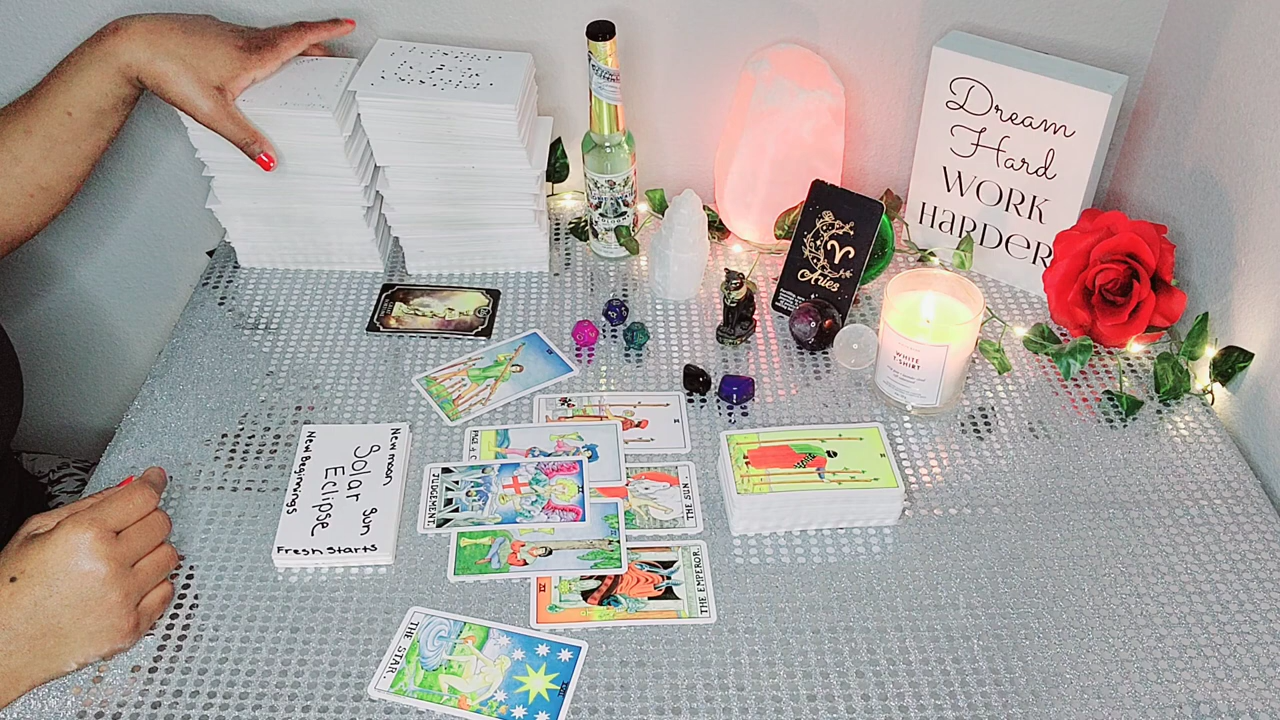 Dream
Hard
WORK
HARDER
Aries
WHITE
T-SHIRT
New moon
Solar Sun
Eclipse
New Beginnings
Fresh Starts
PAGE
JUDGEMENT.
THE SUN.
THE EMPEROR.
THE STAR.